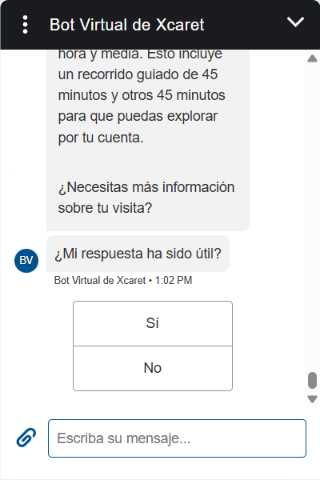 Bot Virtual de Xcaret
hora y media. Esto incluye
un recorrido guiado de 45
minutos y otros 45 minutos
para que puedas explorar
por tu cuenta.
¿Necesitas más información
sobre tu visita?
BV
¿Mi respuesta ha sido útil?
Bot Virtual de Xcaret • 1:02 PM
Sí
No
Escriba su mensaje...